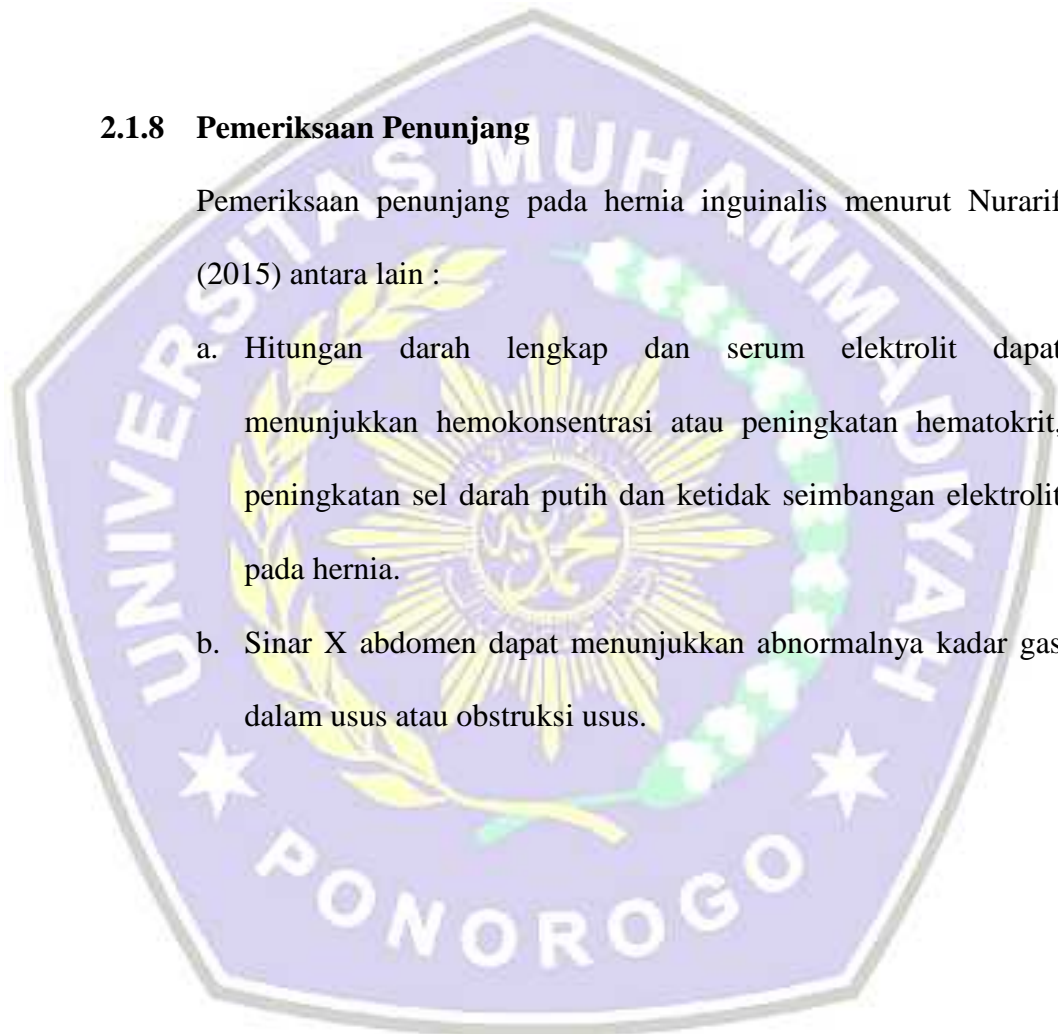 2.1.8 Pemeriksaan Penunjang
Pemeriksaan penunjang pada hernia inguinalis menurut Nurarif
(2015) antara lain :
a. Hitungan darah lengkap dan serum elektrolit dapat
menunjukkan hemokonsentrasi atau peningkatan hematokrit,
peningkatan sel darah putih dan ketidak seimbangan elektrolit
pada hernia.
b. Sinar X abdomen dapat menunjukkan abnormalnya kadar gas
dalam usus atau obstruksi usus.
UNIVERSITAS MUHAMMADIYAH
PONOROGO